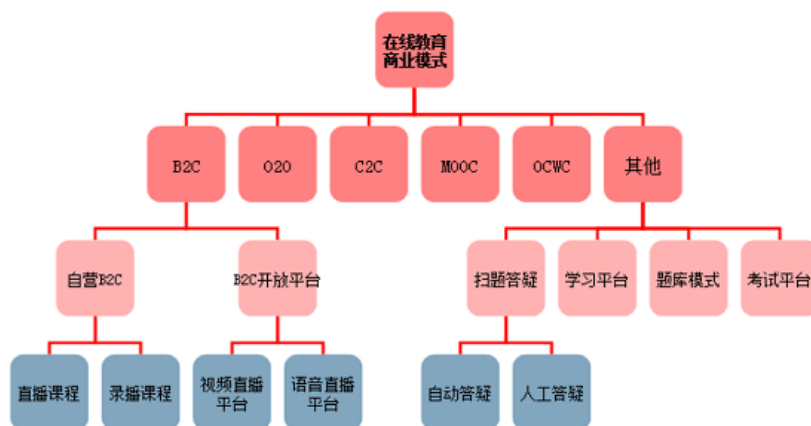 在线教育
商业模式
B2C
O2O
C2C
MOOC
OCWC
其他
自营B2C
B2C开放平台
扫题答疑
学习平台
题库模式
考试平台
直播课程
录播课程
视频直播
平台
语音直播
平台
自动答疑
人工答疑